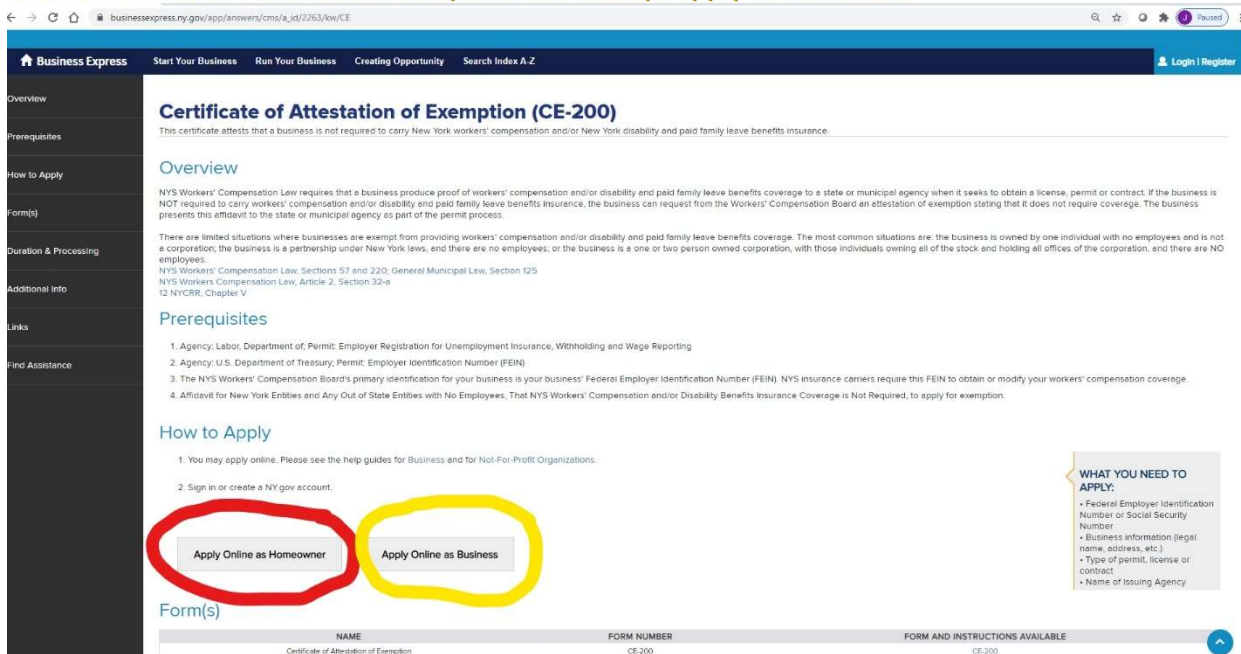 businessexpress.ny.gov/app/answers/cms/a_id/2263/kw/CE
J Paused
Business Express Start Your Business Run Your Business Creating Opportunity Search Index A-Z Login | Register
Overview
Prerequisites
How to Apply
Form(s)
Duration & Processing
Additional Info
Links
Find Assistance
Certificate of Attestation of Exemption (CE-200)
This certificate attests that a business is not required to carry New York workers' compensation and/or New York disability and paid family leave benefits insurance.
Overview
NYS Workers' Compensation Law requires that a business produce proof of workers' compensation and/or disability and paid family leave benefits coverage to a state or municipal agency when it seeks to obtain a license, permit or contract. If the business is
NOT required to carry workers' compensation and/or disability and paid family leave benefits insurance, the business can request from the Workers' Compensation Board an attestation of exemption stating that it does not require coverage. The business
presents this affidavit to the state or municipal agency as part of the permit process.
There are limited situations where businesses are exempt from providing workers' compensation and/or disability and paid family leave benefits coverage. The most common situations are: the business is owned by one individual with no employees and is not
a corporation; the business is a partnership under New York laws, and there are no employees; or the business is a one or two person owned corporation, with those individuals owning all of the stock and holding all offices of the corporation, and there are NO
employees.
NYS Workers' Compensation Law, Sections 57 and 220; General Municipal Law, Section 125
NYS Workers Compensation Law, Article 2, Section 32-a
12 NYCRR, Chapter V
Prerequisites
1. Agency: Labor, Department of; Permit: Employer Registration for Unemployment Insurance, Withholding and Wage Reporting
2. Agency: U.S. Department of Treasury; Permit: Employer Identification Number (FEIN)
3. The NYS Workers' Compensation Board's primary identification for your business is your business' Federal Employer Identification Number (FEIN). NYS insurance carriers require this FEIN to obtain or modify your workers' compensation coverage.
4. Affidavit for New York Entities and Any Out of State Entities with No Employees, That NYS Workers' Compensation and/or Disability Benefits Insurance Coverage is Not Required, to apply for exemption.
How to Apply
1. You may apply online. Please see the help guides for Business and for Not-For-Profit Organizations.
2. Sign in or create a NY.gov account.
Apply Online as Homeowner Apply Online as Business
WHAT YOU NEED TO
APPLY:
• Federal Employer Identification
Number or Social Security
Number
• Business information (legal
name, address, etc.)
• Type of permit, license or
contract
• Name of Issuing Agency
Form(s)
NAME FORM NUMBER FORM AND INSTRUCTIONS AVAILABLE
Certificate of Attestation of Exemption CE-200 CE-200